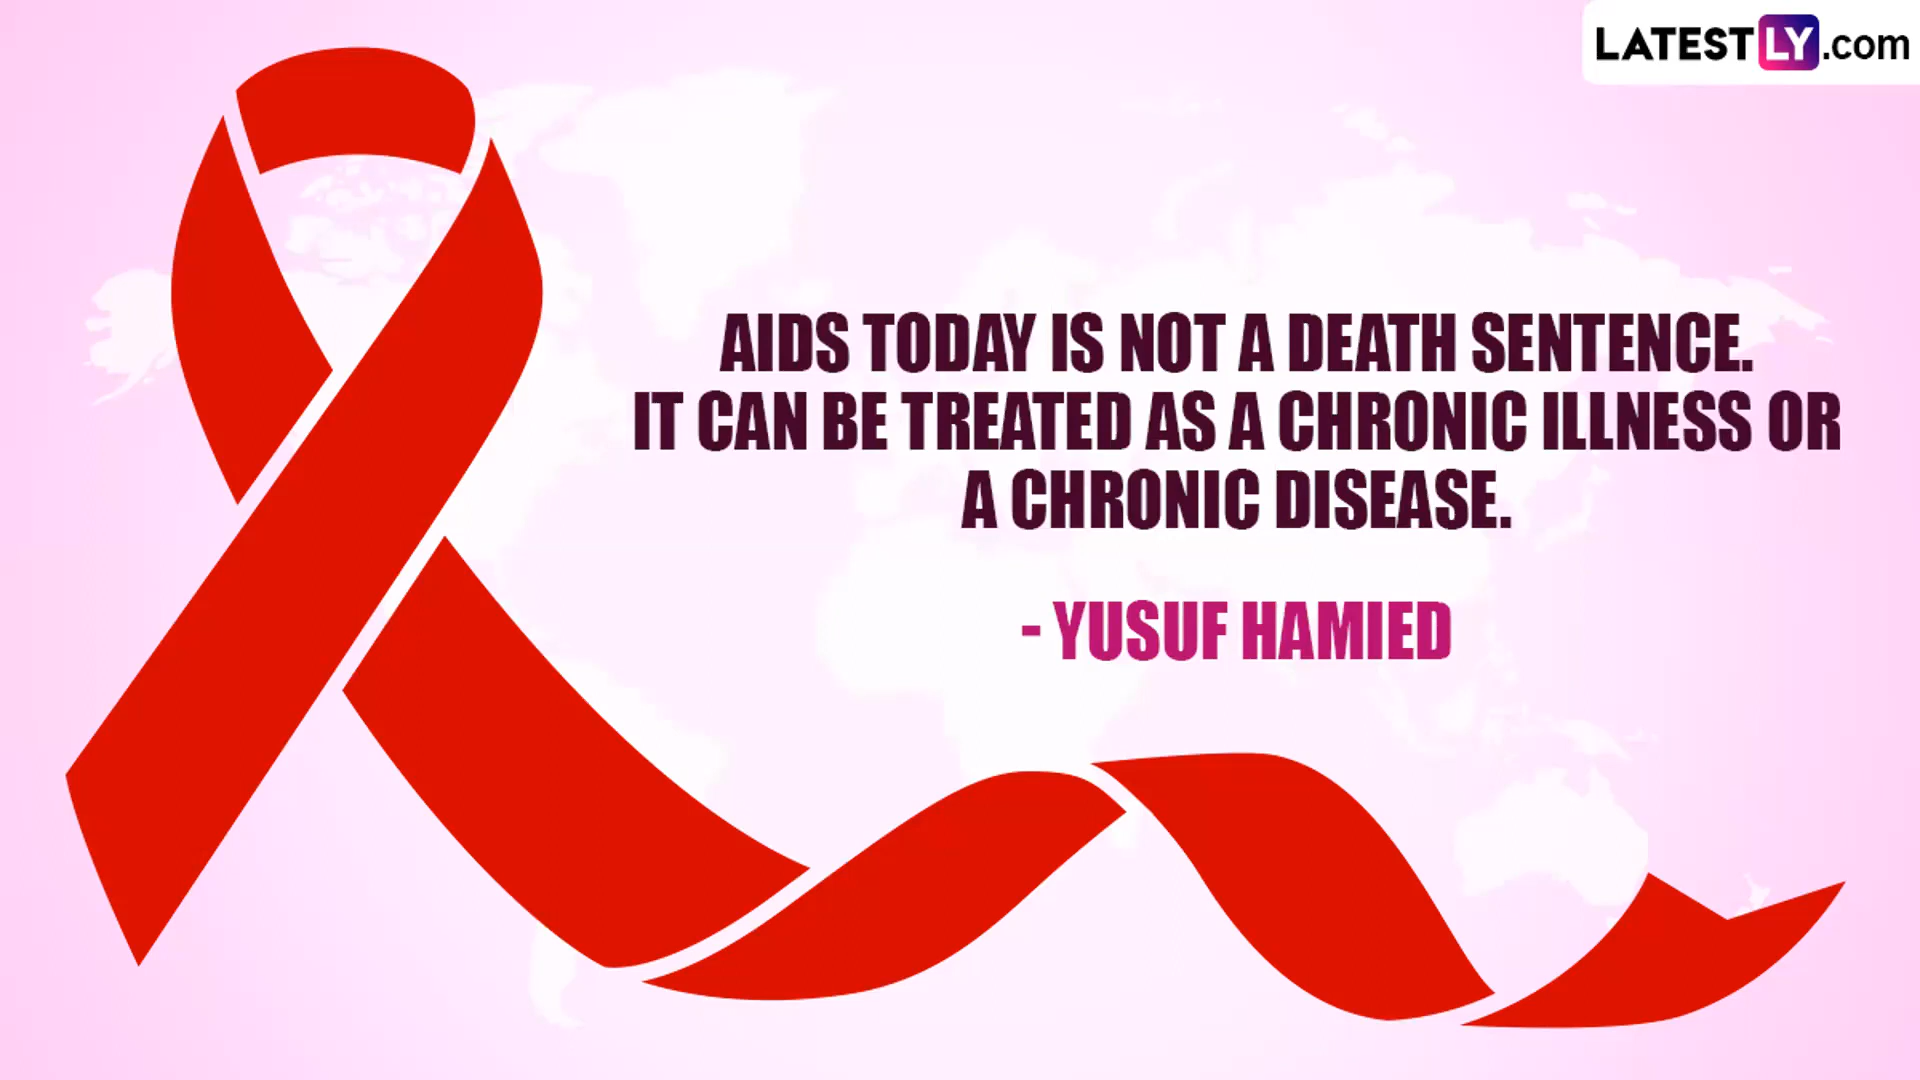 LATESTLY.com
AIDS TODAY IS NOT A DEATH SENTENCE.
IT CAN BE TREATED AS A CHRONIC ILLNESS OR
A CHRONIC DISEASE.
- YUSUF HAMIED